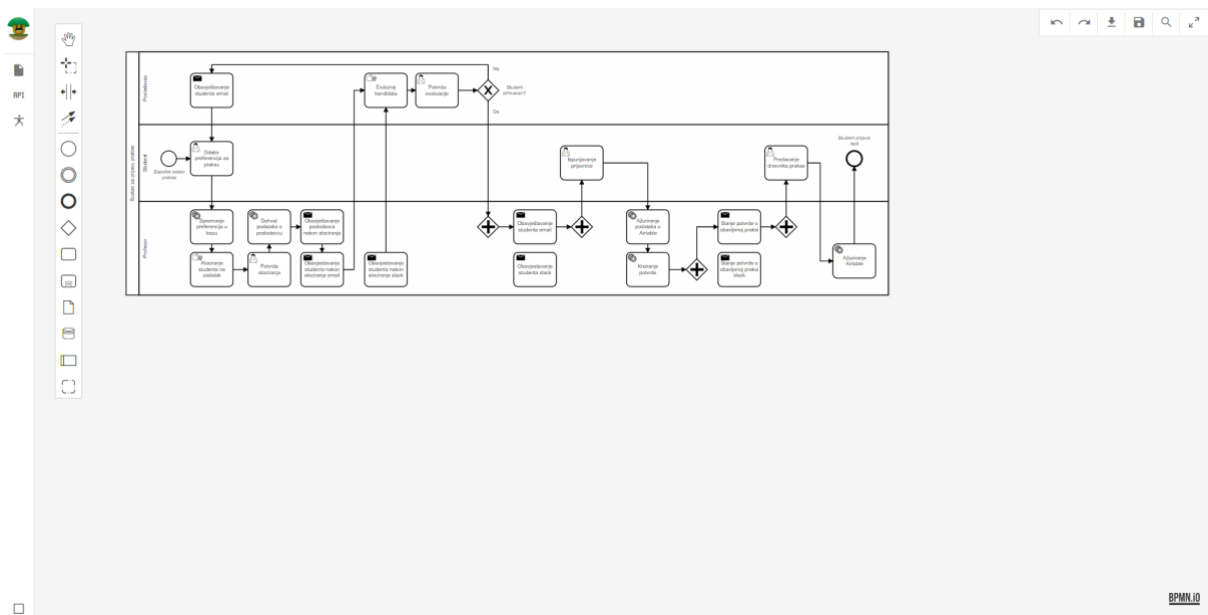 API
Sustav za prijavu prakse
Poslodavac
Obavještavanje
studenta email
Evaluiraj
kandidata
Potvrda
evaluacije
Ne
Student
prihvaćen?
Da
Student
Započet odabir
prakse
Odabir
preferencija za
praksu
Ispunjavanje
prijavnice
Predavanje
dnevnika prakse
Student prijavio
ispit
Profesor
Spremanje
preferencije u
bazu
Dohvat
podataka o
poslodavcu
Obavještavanje
poslodavca
nakon alociranja
Alociranje
studenta na
zadatak
Potvrda
alociranja
Obavještavanje
studenta nakon
alociranja email
Obavještavanje
studenta nakon
alociranja slack
Obavještavanje
studenta email
Obavještavanje
studenta slack
Ažuriranje
podataka u
Airtable
Kreiranje
potvrde
Slanje potvrde o
obavljenoj praksi
Slanje potvrde o
obavljenoj praksi
slack
Ažuriranje
Airtable
BPMN.iO